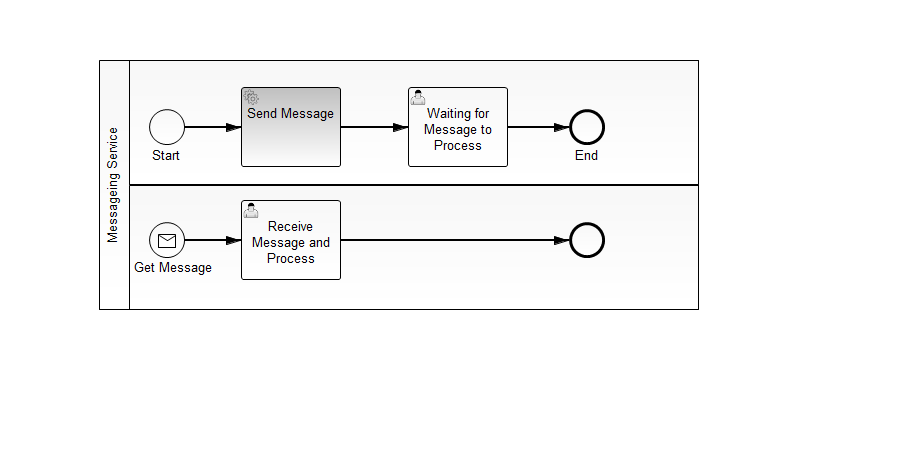 Messageing Service
Start
Send Message
Waiting for
Message to
Process
End
Get Message
Receive
Message and
Process